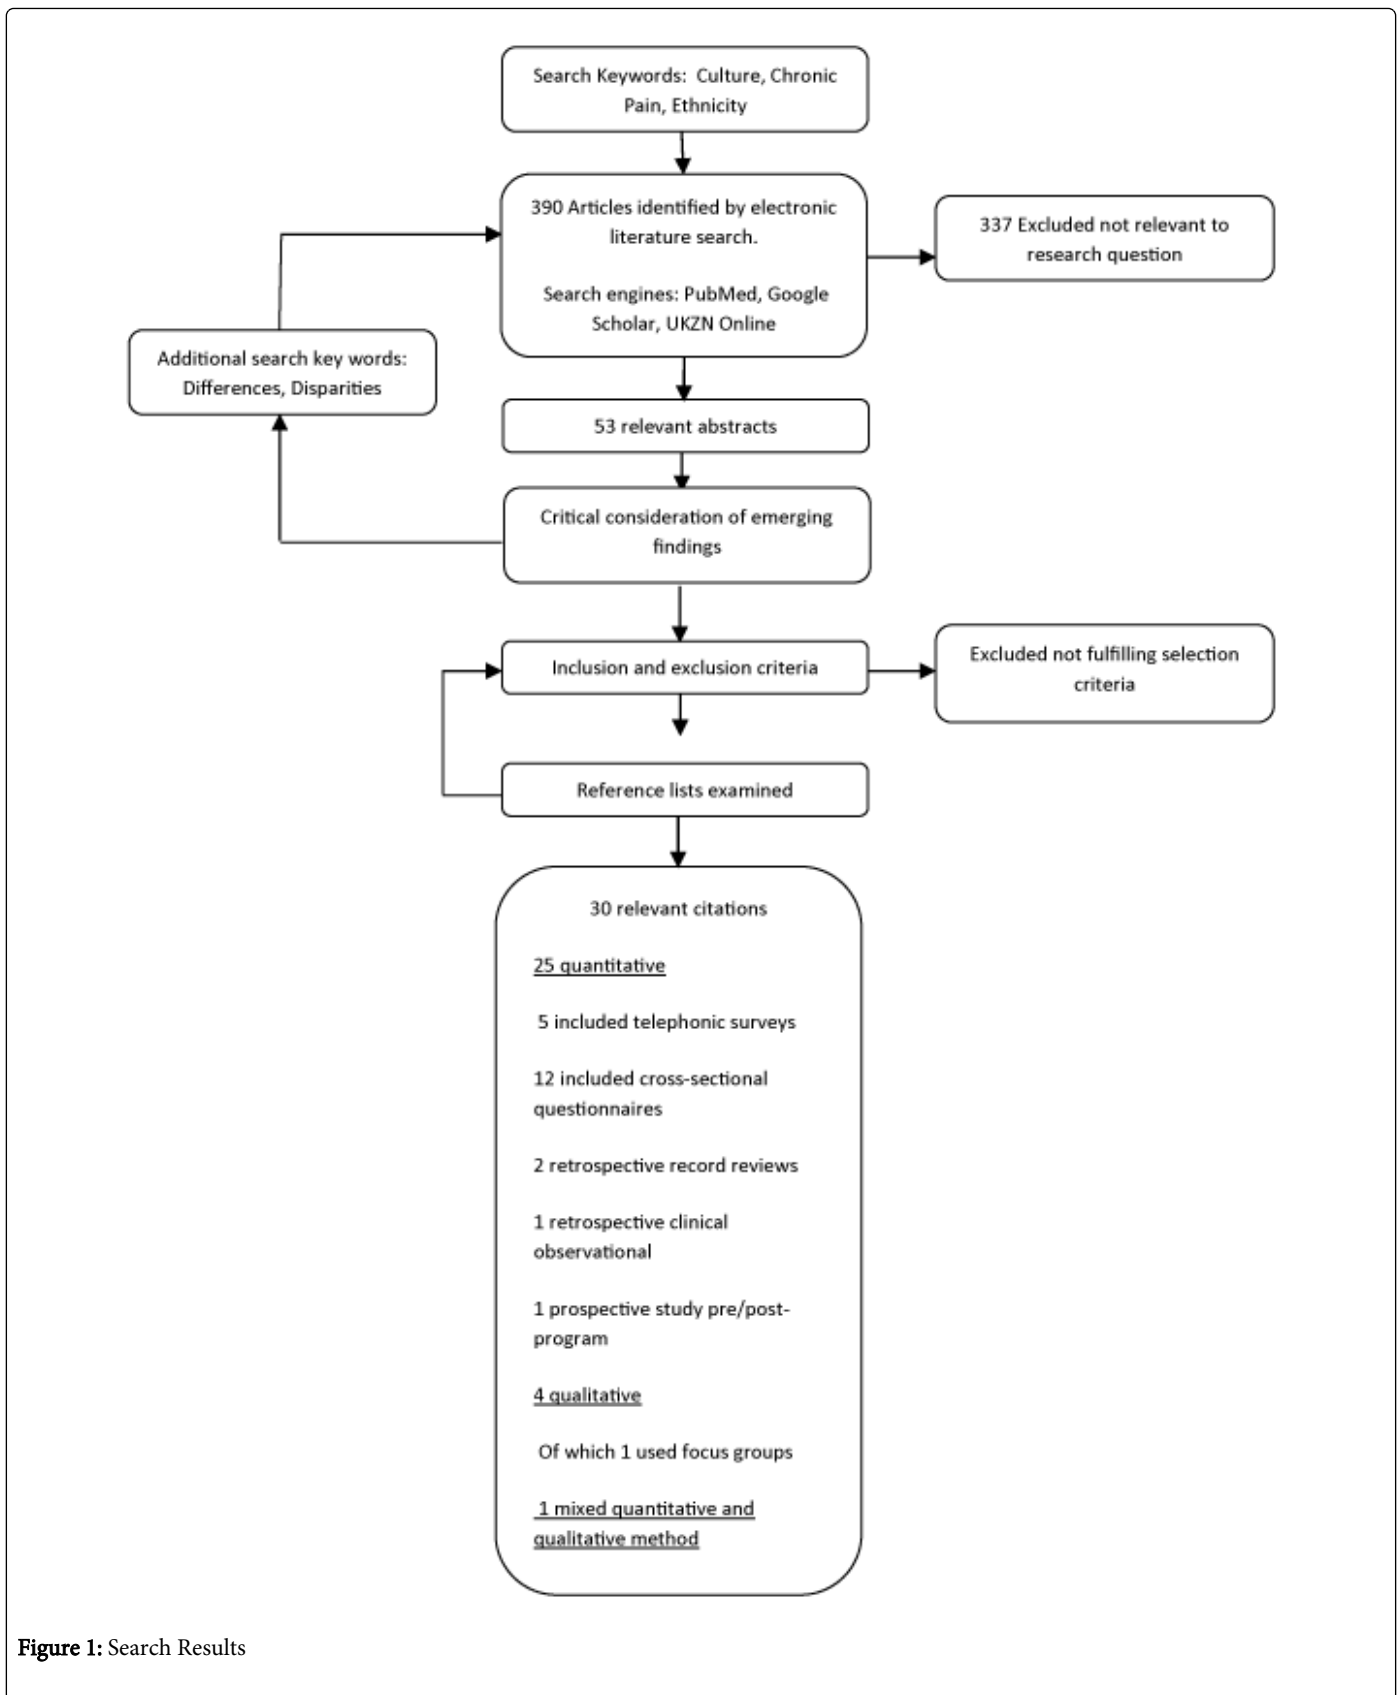 Search Keywords: Culture, Chronic
Pain, Ethnicity
390 Articles identified by electronic
literature search.
Search engines: PubMed, Google
Scholar, UKZN Online
337 Excluded not relevant to
research question
Additional search key words:
Differences, Disparities
53 relevant abstracts
Critical consideration of emerging
findings
Inclusion and exclusion criteria
Excluded not fulfilling selection
criteria
Reference lists examined
30 relevant citations
25 quantitative
5 included telephonic surveys
12 included cross-sectional
questionnaires
2 retrospective record reviews
1 retrospective clinical
observational
1 prospective study pre/post-
program
4 qualitative
Of which 1 used focus groups
1 mixed quantitative and
qualitative method
Figure 1: Search Results